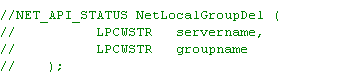 //NET_API_STATUS NetLocalGroupDel (
//          LPCWSTR   servername,
//          LPCWSTR   groupname
//    );